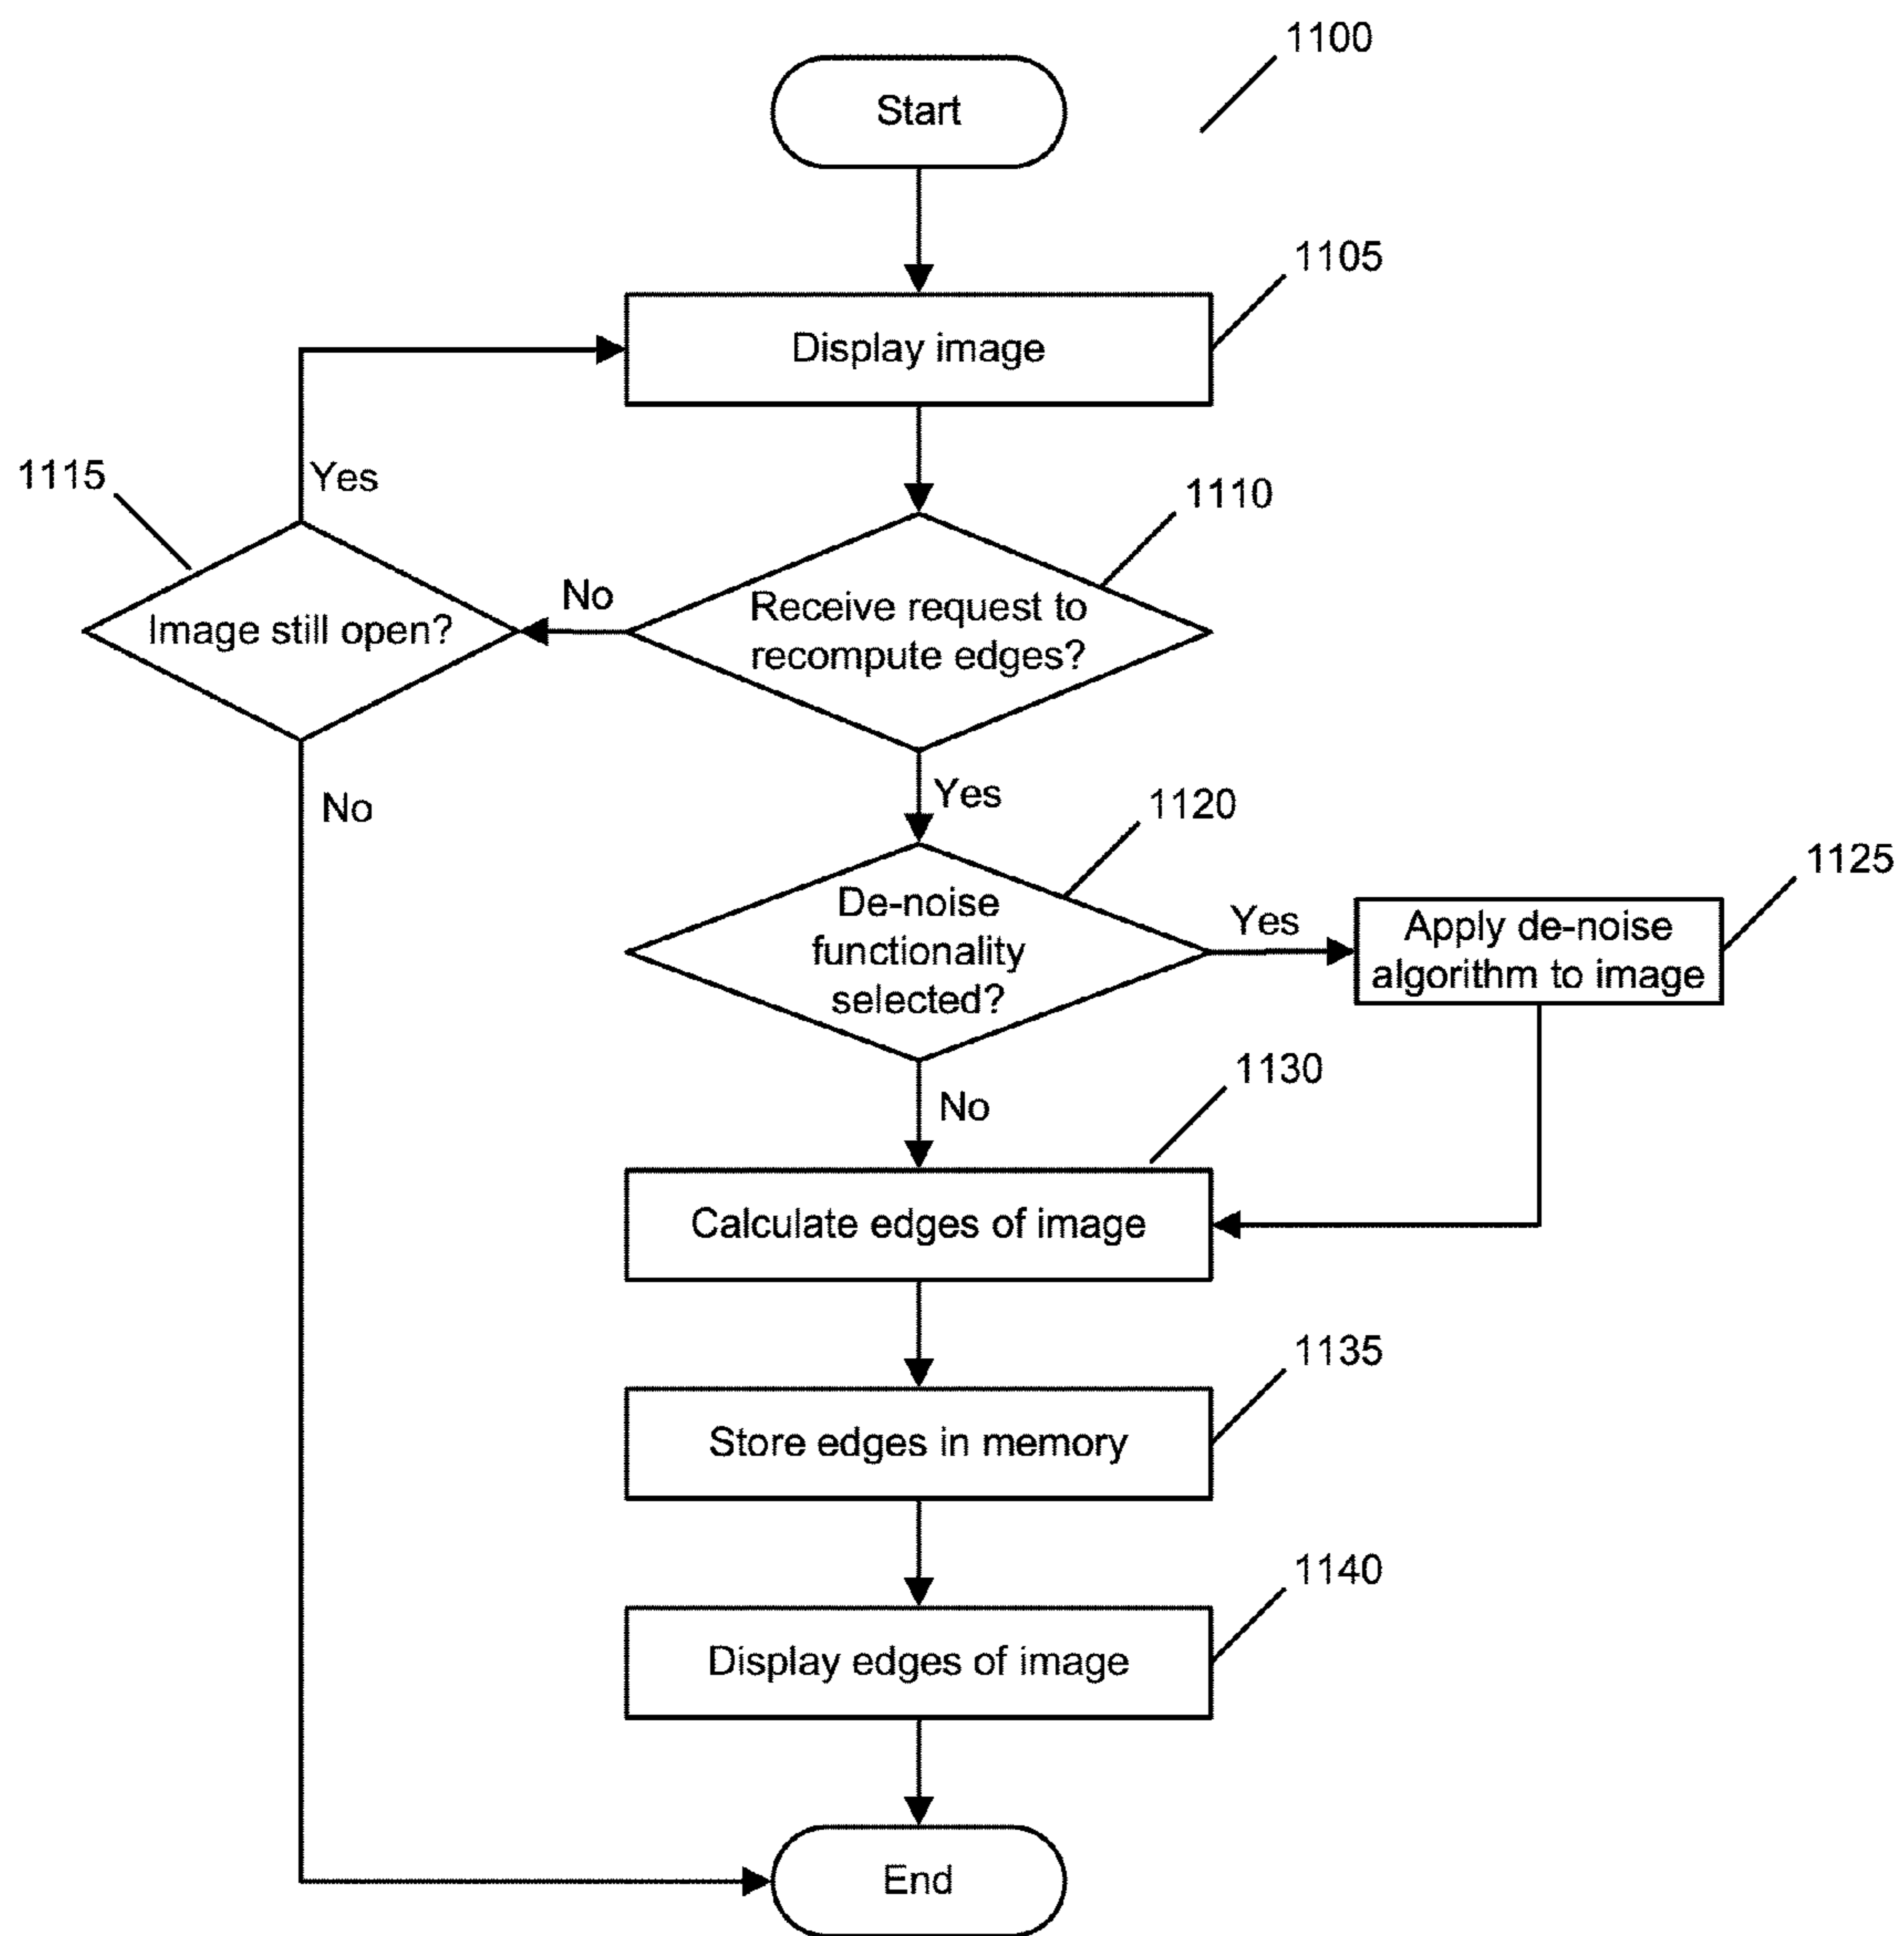 1100
Start
1105
Display image
1115
Yes
1110
Image still open?
No
Receive request to
recompute edges?
No
Yes
1120
De-noise
functionality
selected?
Yes
1125
Apply de-noise
algorithm to image
1130
No
Calculate edges of image
1135
Store edges in memory
1140
Display edges of image
End